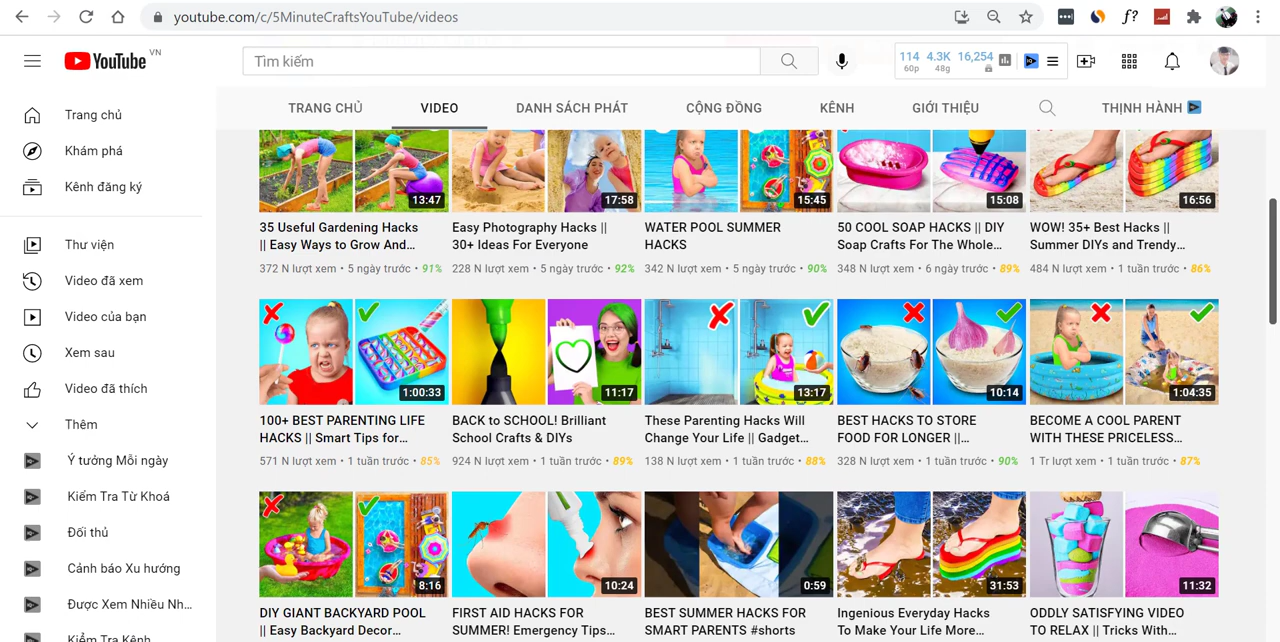 youtube.com/c/5MinuteCraftsYouTube/videos
f?
YouTube VN
Tìm kiếm
114 4.3K 16,254
60p 48g
TRANG CHỦ VIDEO DANH SÁCH PHÁT CỘNG ĐỒNG KÊNH GIỚI THIỆU THỊNH HÀNH
Trang chủ
Khám phá
Kênh đăng ký
Thư viện
Video đã xem
Video của bạn
Xem sau
Video đã thích
Thêm
Ý tưởng Mỗi ngày
Kiểm Tra Từ Khoá
Đối thủ
Cảnh báo Xu hướng
Được Xem Nhiều Nh...
Kiểm Tra Kênh
13:47
35 Useful Gardening Hacks
|| Easy Ways to Grow And...
372 N lượt xem • 5 ngày trước • 91%
17:58
Easy Photography Hacks ||
30+ Ideas For Everyone
228 N lượt xem • 5 ngày trước • 92%
15:45
WATER POOL SUMMER
HACKS
342 N lượt xem • 5 ngày trước • 90%
15:08
50 COOL SOAP HACKS || DIY
Soap Crafts For The Whole...
348 N lượt xem • 6 ngày trước • 89%
16:56
WOW! 35+ Best Hacks ||
Summer DIYs and Trendy...
484 N lượt xem • 1 tuần trước • 86%
1:00:33
100+ BEST PARENTING LIFE
HACKS || Smart Tips for...
571 N lượt xem • 1 tuần trước • 85%
11:17
BACK to SCHOOL! Brilliant
School Crafts & DIYs
924 N lượt xem • 1 tuần trước • 89%
13:17
These Parenting Hacks Will
Change Your Life || Gadget...
138 N lượt xem • 1 tuần trước • 88%
10:14
BEST HACKS TO STORE
FOOD FOR LONGER ||...
328 N lượt xem • 1 tuần trước • 90%
1:04:35
BECOME A COOL PARENT
WITH THESE PRICELESS...
1 Tr lượt xem • 1 tuần trước • 87%
8:16
DIY GIANT BACKYARD POOL
|| Easy Backyard Decor...
10:24
FIRST AID HACKS FOR
SUMMER! Emergency Tips...
0:59
BEST SUMMER HACKS FOR
SMART PARENTS #shorts
31:53
Ingenious Everyday Hacks
To Make Your Life More...
11:32
ODDLY SATISFYING VIDEO
TO RELAX || Tricks With...